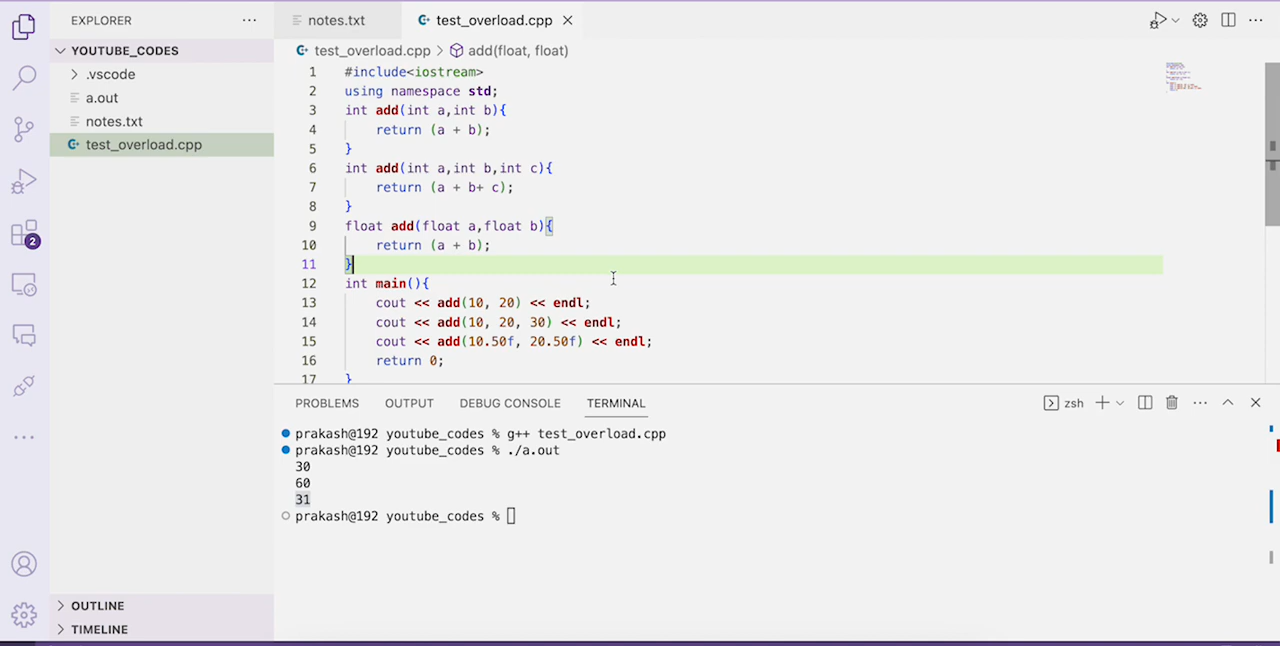 EXPLORER
YOUTUBE_CODES
.vscode
a.out
notes.txt
test_overload.cpp
2
OUTLINE
TIMELINE
notes.txt
test_overload.cpp
test_overload.cpp > add(float, float)
1 #include<iostream>
2 using namespace std;
3 int add(int a,int b){
4     return (a + b);
5 }
6 int add(int a,int b,int c){
7     return (a + b+ c);
8 }
9 float add(float a,float b){
10     return (a + b);
11 }
12 int main(){
13     cout << add(10, 20) << endl;
14     cout << add(10, 20, 30) << endl;
15     cout << add(10.50f, 20.50f) << endl;
16     return 0;
17 }
PROBLEMS OUTPUT DEBUG CONSOLE TERMINAL zsh
prakash@192 youtube_codes % g++ test_overload.cpp
prakash@192 youtube_codes % ./a.out
30
60
31
prakash@192 youtube_codes %